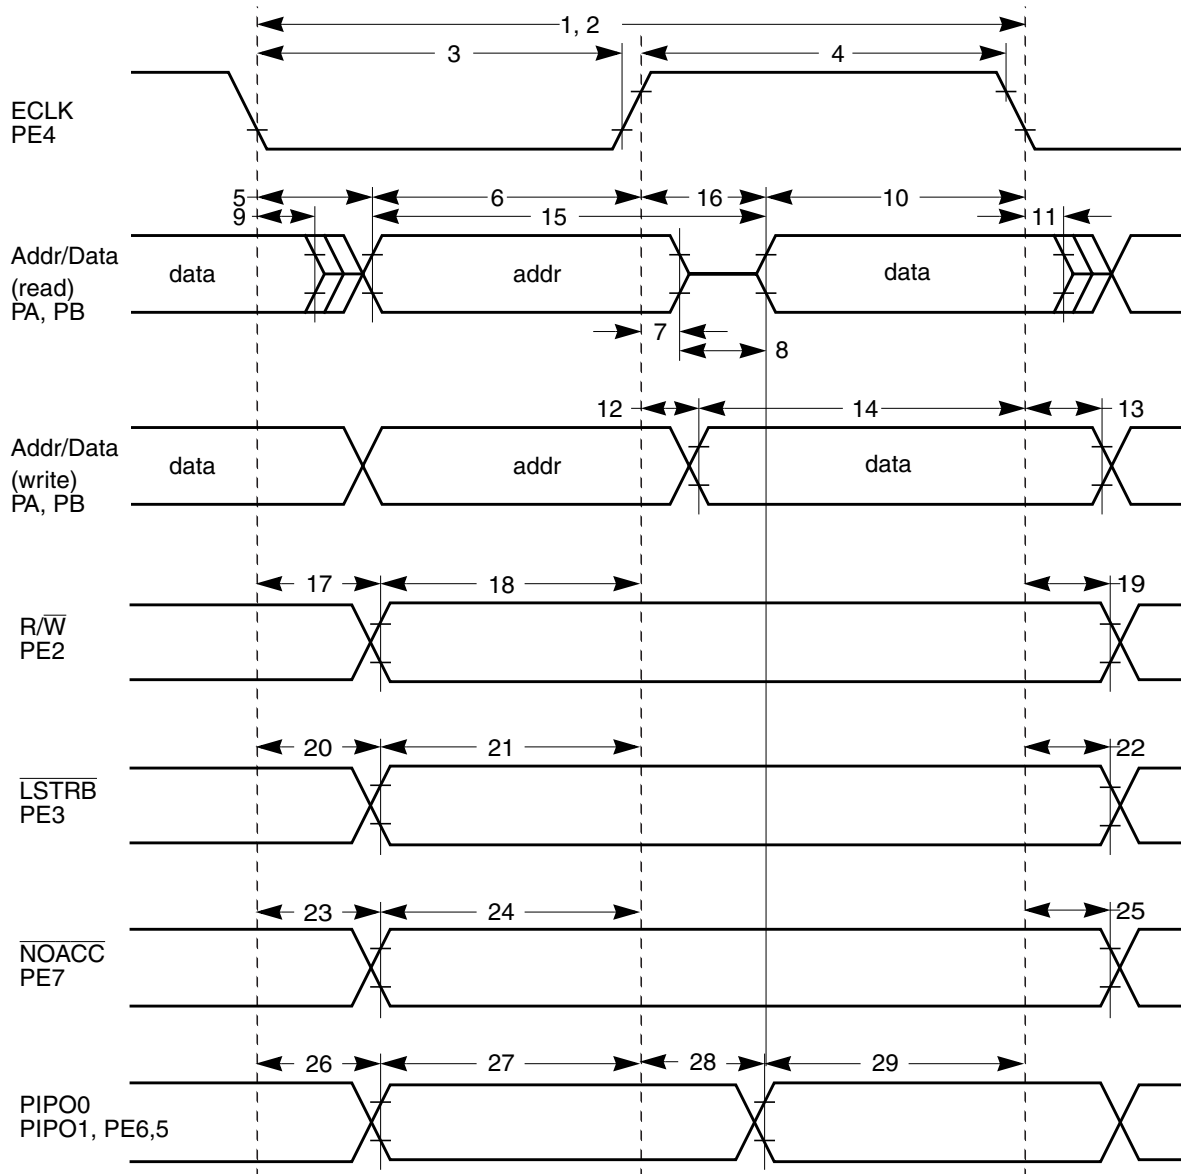 1, 2
3
4
ECLK
PE4
5
6
16
10
9
15
11
Addr/Data
(read)
PA, PB
data
addr
data
7
8
12
14
13
Addr/Data
(write)
PA, PB
data
addr
data
17
18
19
R/W̅
PE2
20
21
22
L̅S̅T̅R̅B̅
PE3
23
24
25
N̅O̅A̅C̅C̅
PE7
26
27
28
29
PIPO0
PIPO1, PE6,5